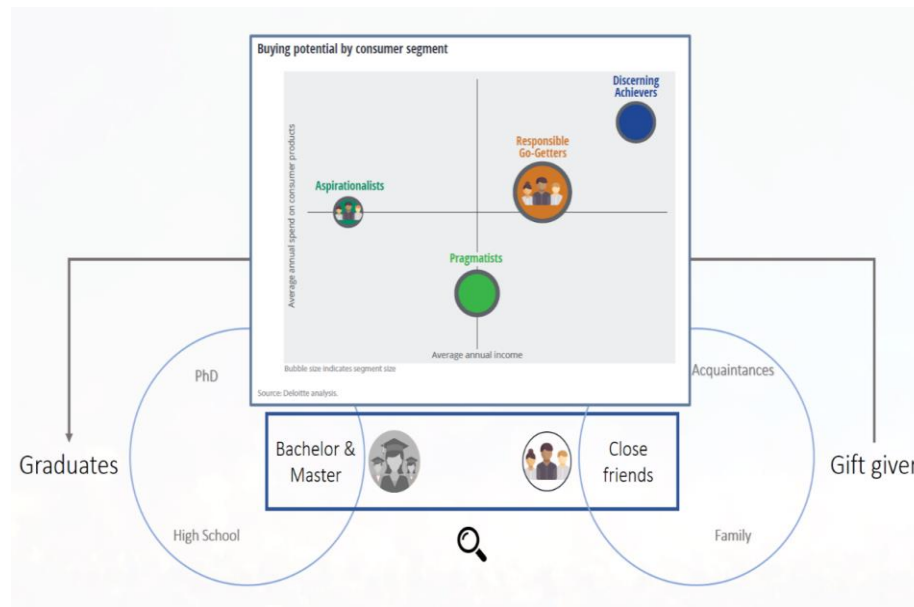 Buying potential by consumer segment
Discerning
Achievers
Responsible
Go-Getters
Aspirationalists
Average annual spend on consumer products
Pragmatists
Average annual income
Bubble size indicates segment size
Source: Deloitte analysis.
PhD
Acquaintances
Graduates
Bachelor &
Master
Close
friends
Gift giver
High School
Family